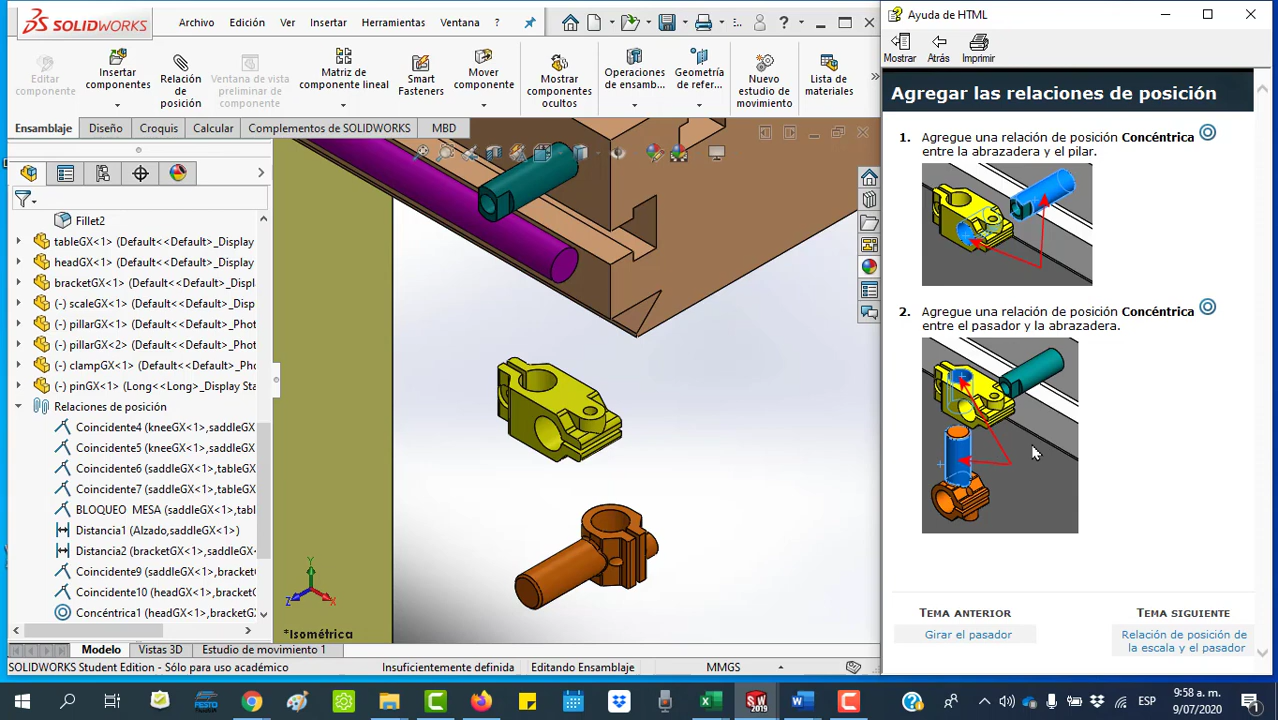 SOLIDWORKS
Archivo Edición Ver Insertar Herramientas Ventana
Editar componente
Insertar componentes
Relación de posición
Ventana de vista preliminar de componente
Matriz de componente lineal
Smart Fasteners
Mover componente
Mostrar componentes ocultos
Operaciones de ensamb...
Geometría de refer...
Nuevo estudio de movimiento
Lista de materiales
Ensamblaje Diseño Croquis Calcular Complementos de SOLIDWORKS MBD
Fillet2
tableGX<1> (Default<<Default>_Display
headGX<1> (Default<<Default>_Display
bracketGX<1> (Default<<Default>_Displ
(-) scaleGX<1> (Default<<Default>_Disp
(-) pillarGX<1> (Default<<Default>_Phot
(-) pillarGX<2> (Default<<Default>_Phot
(-) clampGX<1> (Default<<Default>_Pho
(-) pinGX<1> (Long<<Long>_Display Sta
Relaciones de posición
Coincidente4 (kneeGX<1>,saddleGX
Coincidente5 (kneeGX<1>,saddleGX
Coincidente6 (saddleGX<1>,tableGX
Coincidente7 (saddleGX<1>,tableGX
BLOQUEO MESA (saddleGX<1>,tabl
Distancia1 (Alzado,saddleGX<1>)
Distancia2 (bracketGX<1>,saddleGX
Coincidente9 (saddleGX<1>,bracket
Coincidente10 (saddleGX<1>,bracket
Concéntrica1 (headGX<1>,bracketG
Y
Z
X
*Isométrica
Modelo Vistas 3D Estudio de movimiento 1
SOLIDWORKS Student Edition - Sólo para uso académico
Insuficientemente definida Editando Ensamblaje MMGS
Ayuda de HTML
Mostrar Atrás Imprimir
Agregar las relaciones de posición
1. Agregue una relación de posición Concéntrica
entre la abrazadera y el pilar.
2. Agregue una relación de posición Concéntrica
entre el pasador y la abrazadera.
TEMA ANTERIOR
Girar el pasador
TEMA SIGUIENTE
Relación de posición de
la escala y el pasador
FESTO
SW
2019
ESP
9:58 a. m.
9/07/2020